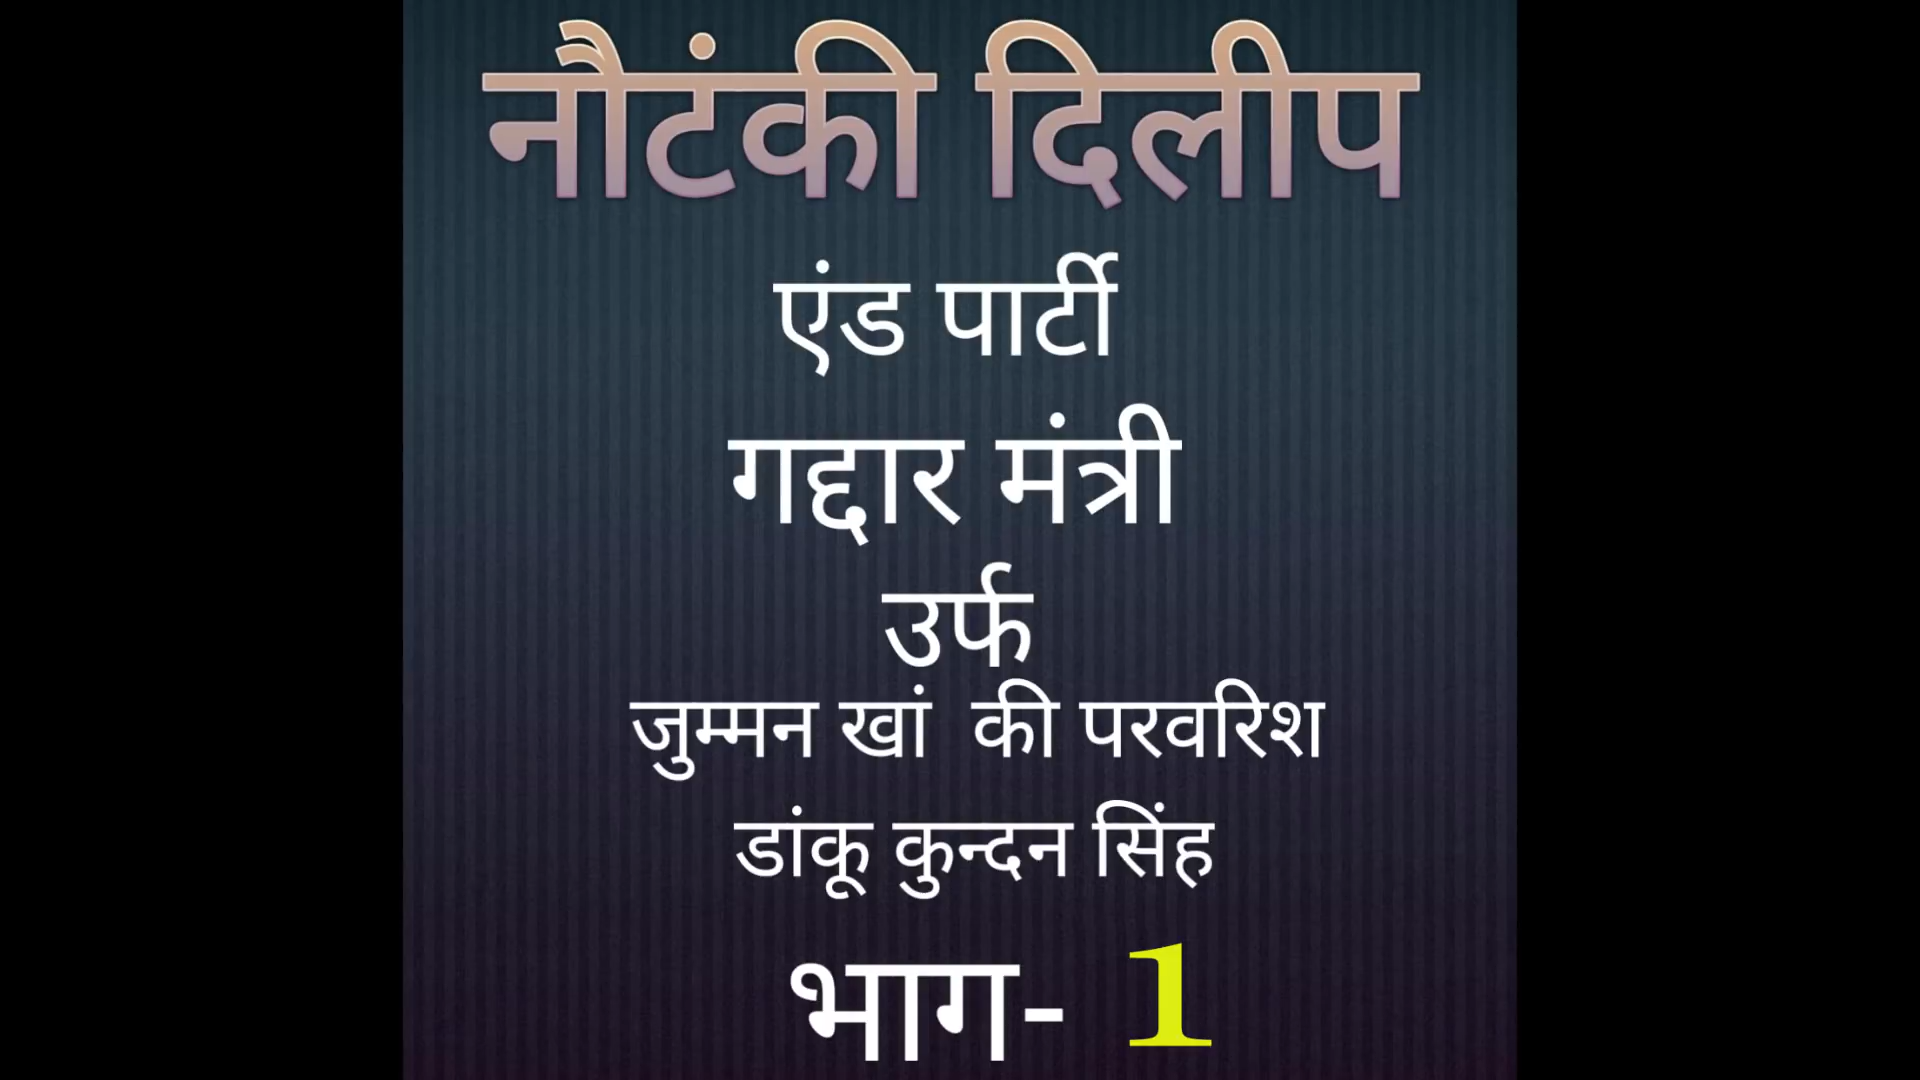 नौटंकी दिलीप
एंड पार्टी
गद्दार मंत्री
उर्फ
जुम्मन खां की परवरिश
डांकू कुन्दन सिंह
भाग- 1